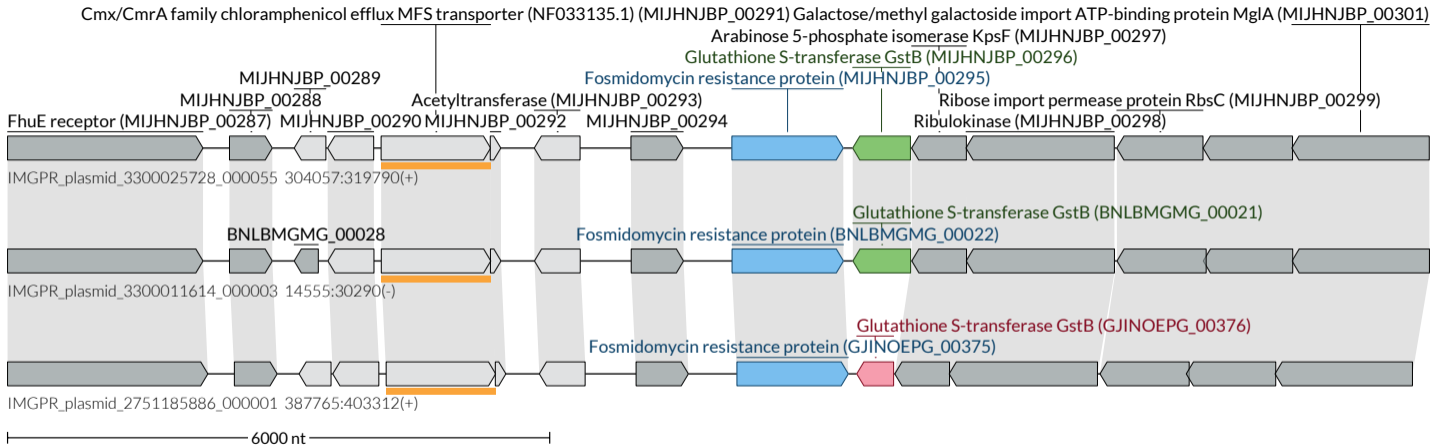 Cmx/CmrA family chloramphenicol efflux MFS transporter (NF033135.1) (MIJHNJBP_00291) Galactose/methyl galactoside import ATP-binding protein MglA (MIJHNJBP_00301)
Arabinose 5-phosphate isomerase KpsF (MIJHNJBP_00297)
Glutathione S-transferase GstB (MIJHNJBP_00296)
MIJHNJBP_00289 Fosmidomycin resistance protein (MIJHNJBP_00295)
MIJHNJBP_00288 Acetyltransferase (MIJHNJBP_00293) Ribose import permease protein RbsC (MIJHNJBP_00299)
FhuE receptor (MIJHNJBP_00287) MIJHNJBP_00290 MIJHNJBP_00292 MIJHNJBP_00294 Ribulokinase (MIJHNJBP_00298)
IMGPR_plasmid_3300025728_000055 304057:319790(+)
Glutathione S-transferase GstB (BNLBMGMG_00021)
BNLBMGMG_00028 Fosmidomycin resistance protein (BNLBMGMG_00022)
IMGPR_plasmid_3300011614_000003 14555:30290(-)
Glutathione S-transferase GstB (GJINOEPG_00376)
Fosmidomycin resistance protein (GJINOEPG_00375)
IMGPR_plasmid_2751185886_000001 387765:403312(+)
6000 nt